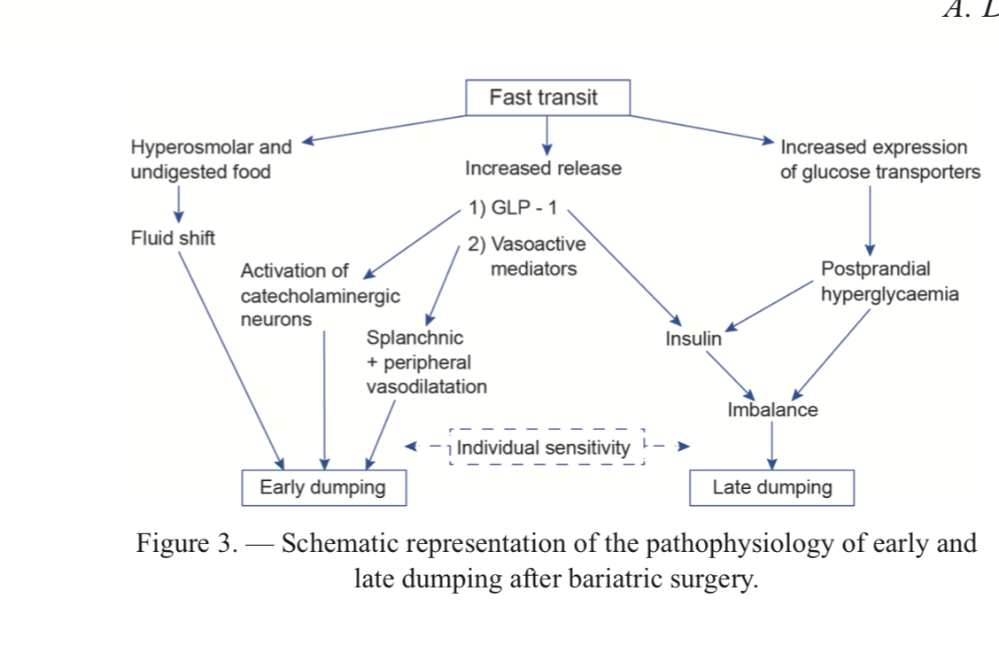 A. D
Fast transit
Hyperosmolar and
undigested food
Increased release
Increased expression
of glucose transporters
1) GLP - 1
Fluid shift
2) Vasoactive
mediators
Activation of
catecholaminergic
neurons
Postprandial
hyperglycaemia
Splanchnic
+ peripheral
vasodilatation
Insulin
Imbalance
Individual sensitivity
Early dumping
Late dumping
Figure 3. — Schematic representation of the pathophysiology of early and
late dumping after bariatric surgery.